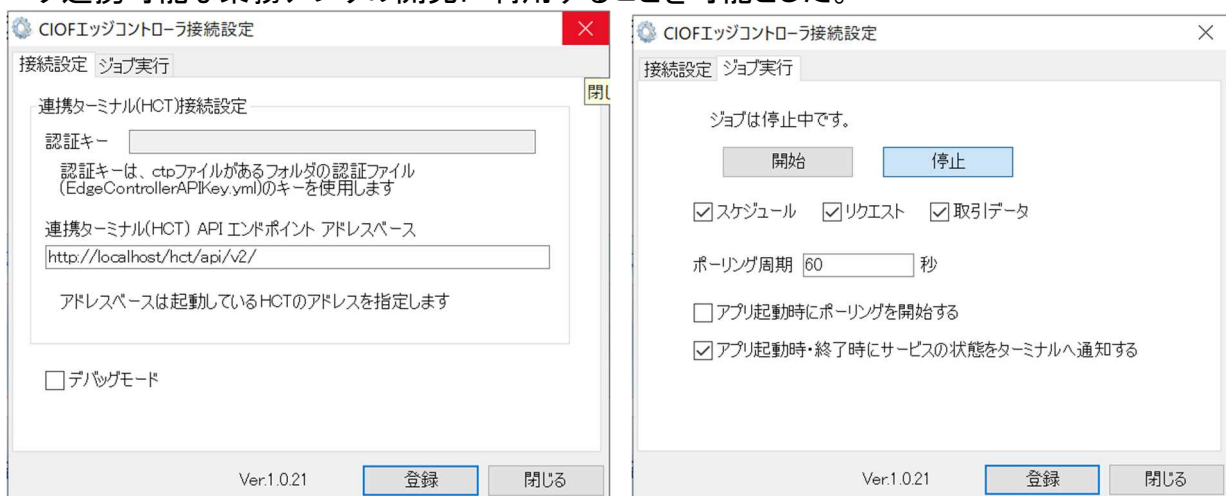 CIOFエッジコントローラ接続設定
接続設定 ジョブ実行
連携ターミナル(HCT)接続設定
認証キー
認証キーは、ctpファイルがあるフォルダの認証ファイル
(EdgeControllerAPIKey.yml)のキーを使用します
連携ターミナル(HCT) API エンドポイント アドレスベース
http://localhost/hct/api/v2/
アドレスベースは起動しているHCTのアドレスを指定します
デバッグモード
Ver.1.0.21 登録 閉じる
CIOFエッジコントローラ接続設定
接続設定 ジョブ実行
ジョブは停止中です。
開始 停止
スケジュール リクエスト 取引データ
ポーリング周期 60 秒
アプリ起動時にポーリングを開始する
アプリ起動時・終了時にサービスの状態をターミナルへ通知する
Ver.1.0.21 登録 閉じる